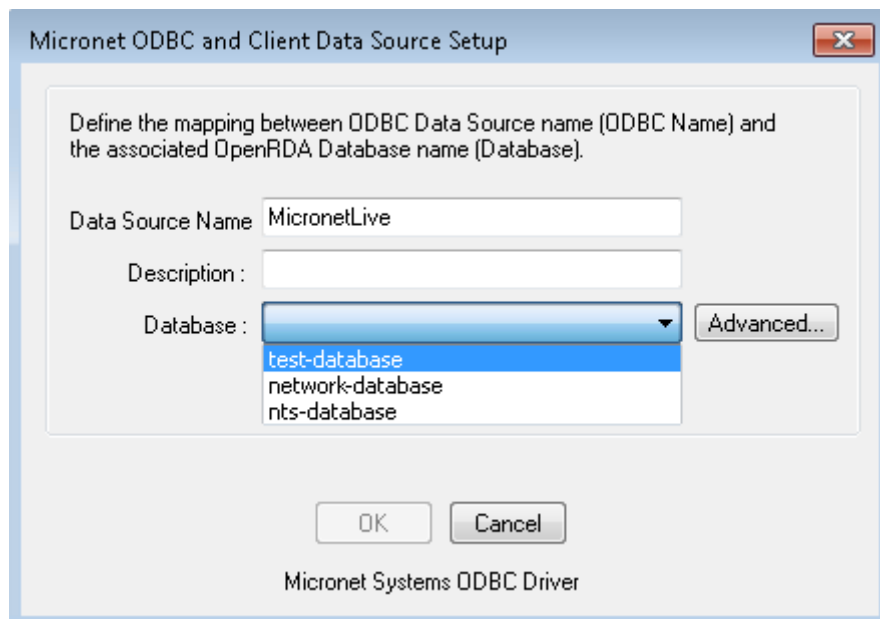 Micronet ODBC and Client Data Source Setup
Define the mapping between ODBC Data Source name (ODBC Name) and
the associated OpenRDA Database name (Database).
Data Source Name MicronetLive
Description :
Database : Advanced...
test-database
network-database
nts-database
OK Cancel
Micronet Systems ODBC Driver